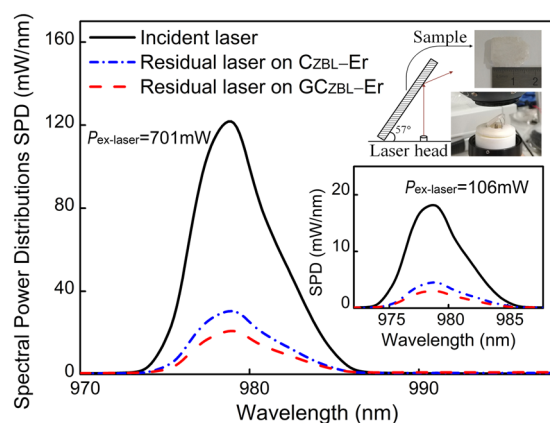 Spectral Power Distributions SPD (mW/nm)
160
120
80
40
0
970
980
990
Wavelength (nm)
Incident laser
Residual laser on CZBL–Er
Residual laser on GCZBL–Er
Pex-laser=701mW
Sample
57°
Laser head
1 2
Pex-laser=106mW
SPD (mW/nm)
20
10
0
975
980
985
Wavelength (nm)